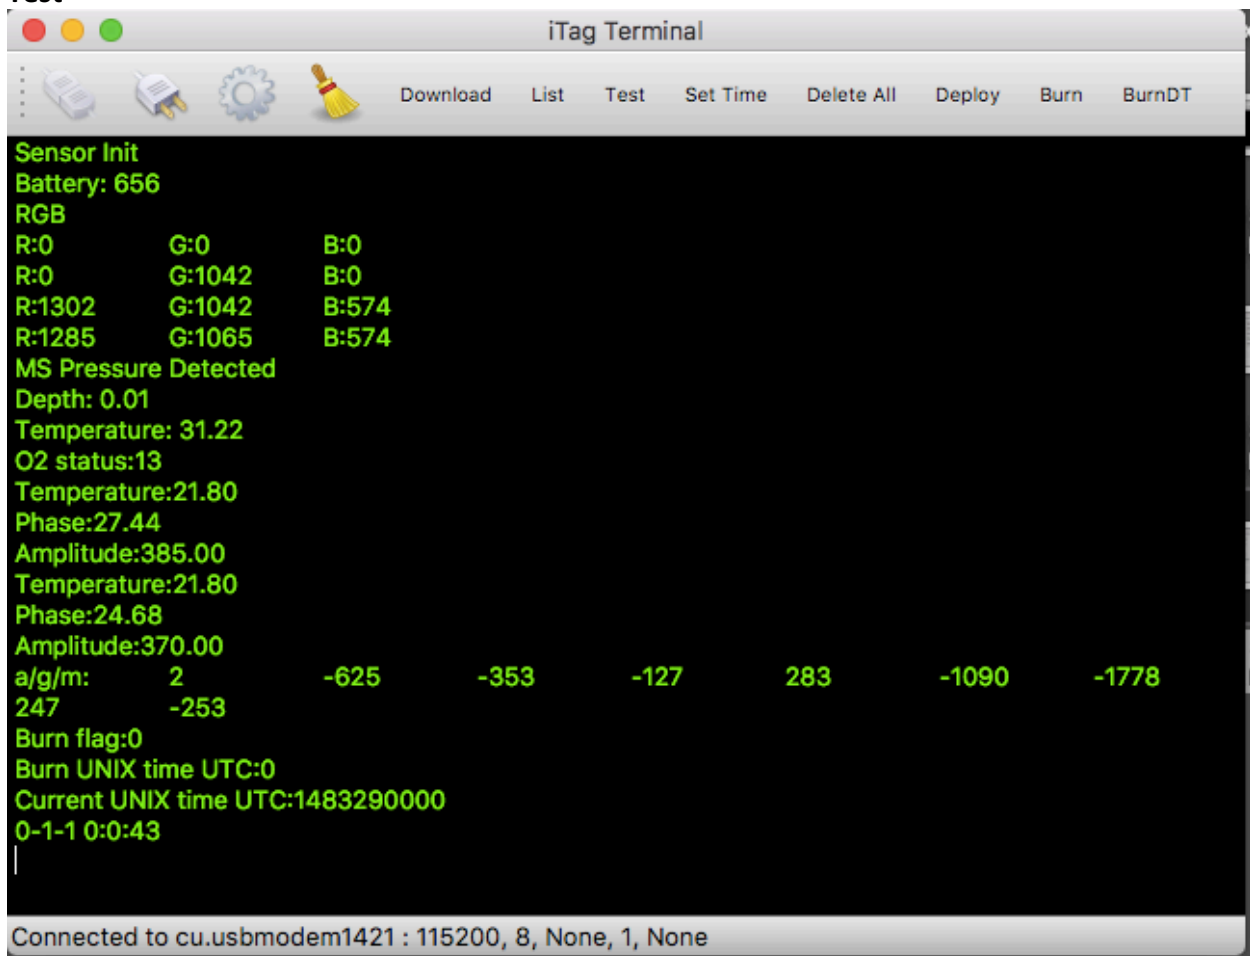 iTag Terminal
Download List Test Set Time Delete All Deploy Burn BurnDT
Sensor Init
Battery: 656
RGB
R:0 G:0 B:0
R:0 G:1042 B:0
R:1302 G:1042 B:574
R:1285 G:1065 B:574
MS Pressure Detected
Depth: 0.01
Temperature: 31.22
O2 status:13
Temperature:21.80
Phase:27.44
Amplitude:385.00
Temperature:21.80
Phase:24.68
Amplitude:370.00
a/g/m: 2 -625 -353 -127 283 -1090 -1778
247 -253
Burn flag:0
Burn UNIX time UTC:0
Current UNIX time UTC:1483290000
0-1-1 0:0:43
Connected to cu.usbmodem1421 : 115200, 8, None, 1, None